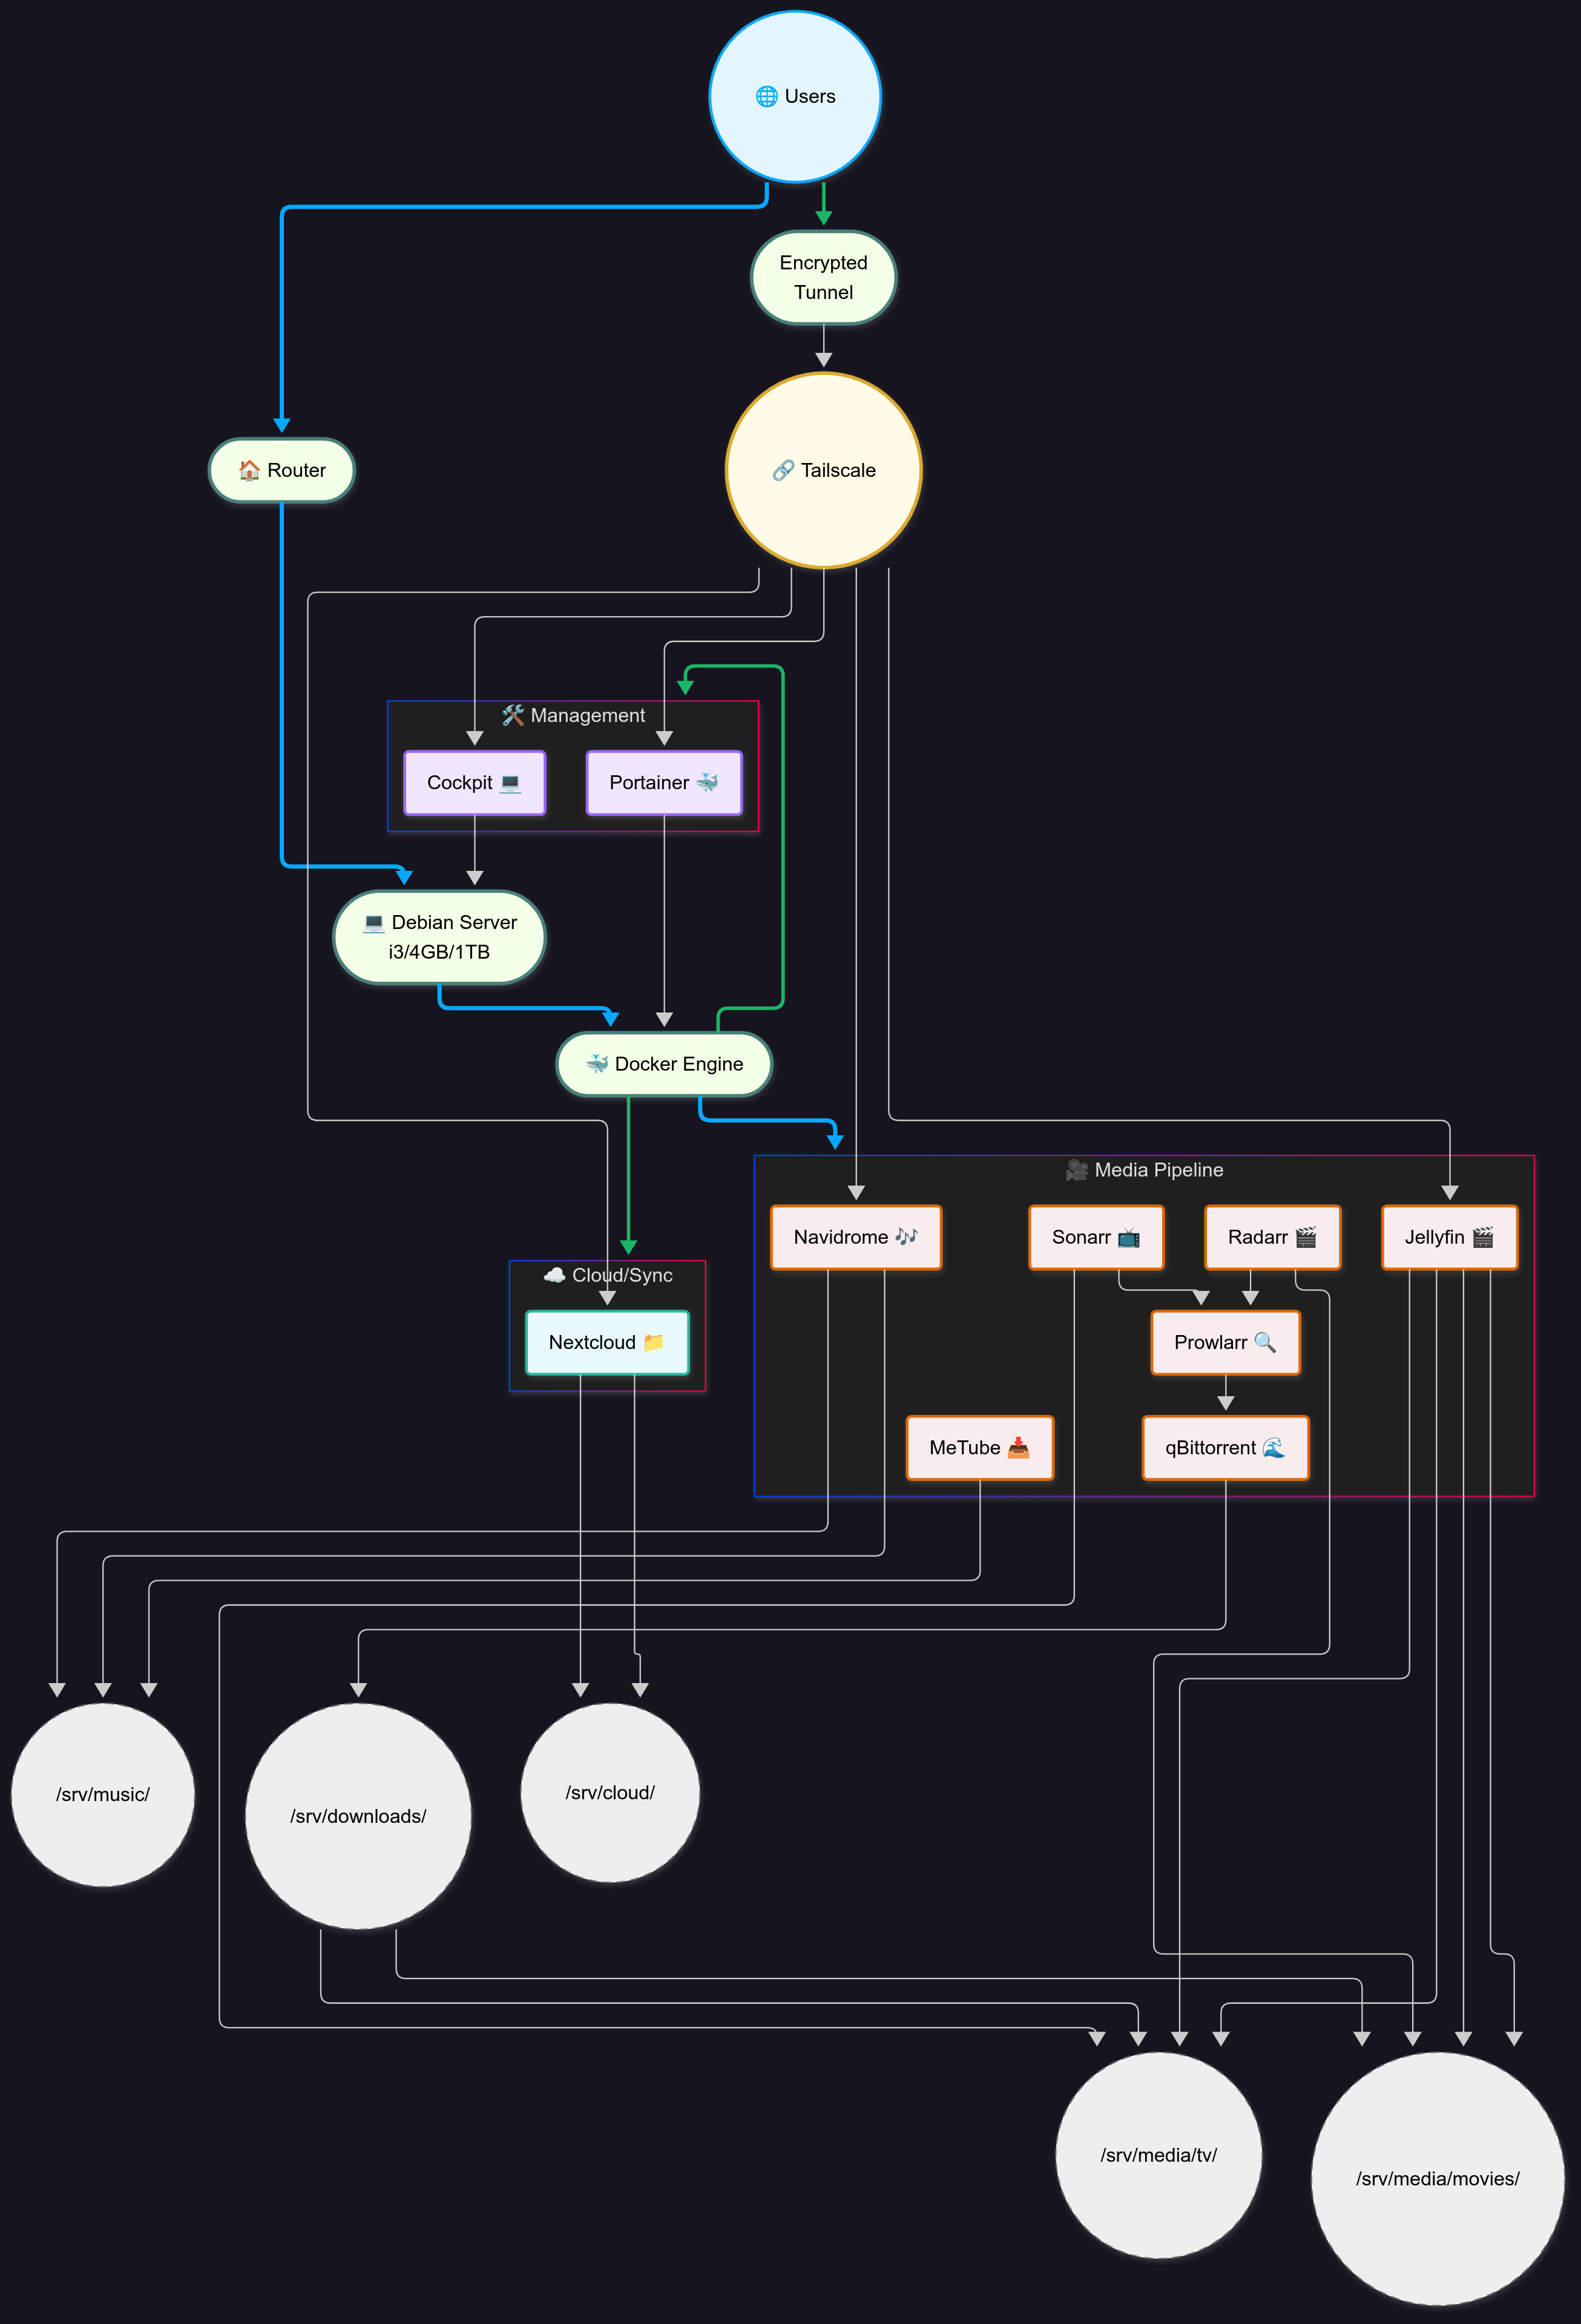 🌐 Users
Encrypted
Tunnel
🏠 Router
🔗 Tailscale
🛠️ Management
Cockpit 💻
Portainer 🐳
💻 Debian Server
i3/4GB/1TB
🐳 Docker Engine
🎥 Media Pipeline
Navidrome 🎶
Sonarr 📺
Radarr 🎬
Jellyfin 🎬
☁️ Cloud/Sync
Nextcloud 📁
Prowlarr 🔍
MeTube 📥
qBittorrent 🌊
/srv/music/
/srv/downloads/
/srv/cloud/
/srv/media/tv/
/srv/media/movies/